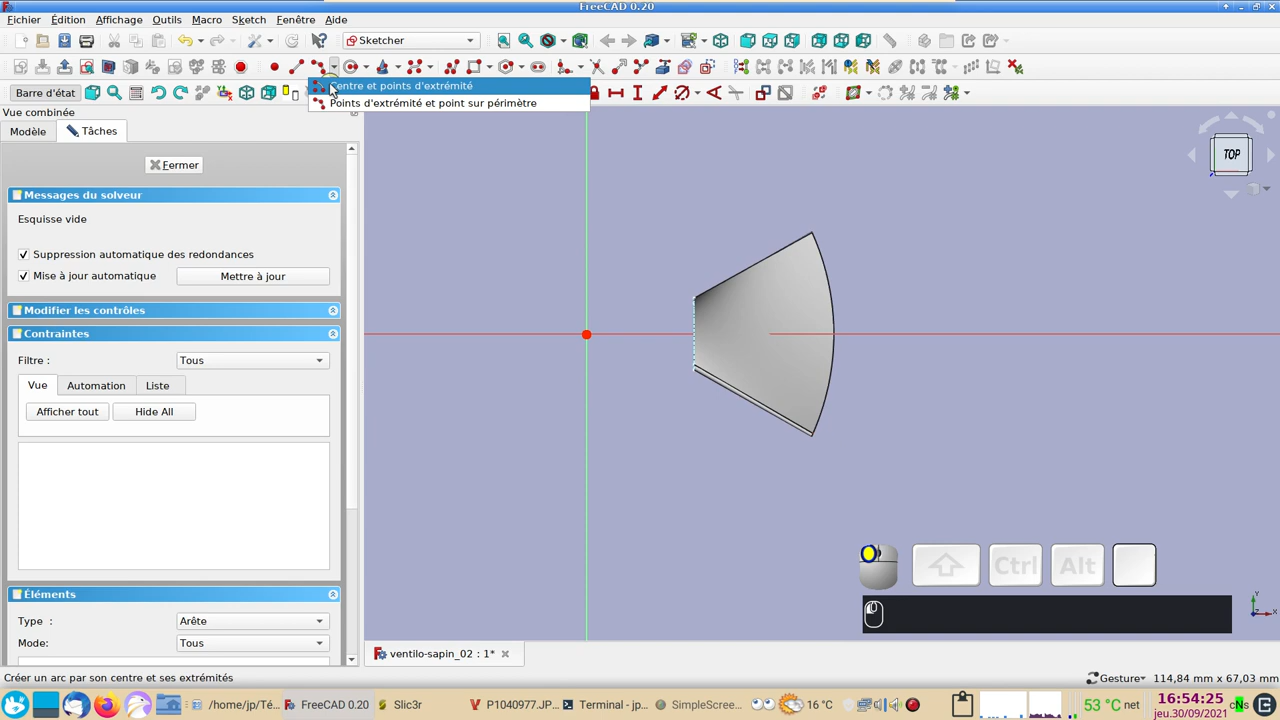 FreeCAD 0.20
Fichier Édition Affichage Outils Macro Sketch Fenêtre Aide
Sketcher
Barre d'état
Centre et points d'extrémité
Points d'extrémité et point sur périmètre
Vue combinée
Modèle
Tâches
Fermer
Messages du solveur
Esquisse vide
Suppression automatique des redondances
Mise à jour automatique
Mettre à jour
Modifier les contrôles
Contraintes
Filtre :
Tous
Vue
Automation
Liste
Afficher tout
Hide All
Éléments
Type :
Arête
Mode:
Tous
TOP
Ctrl
Alt
Y
X
ventilo-sapin_02 : 1*
Créer un arc par son centre et ses extrémités
Gesture
114,84 mm x 67,03 mm
/home/jp/Té...
FreeCAD 0.20
Slic3r
P1040977.JP...
Terminal - jp...
SimpleScree...
16 °C
53 °C net
16:54:25
jeu.30/09/2021
cNs